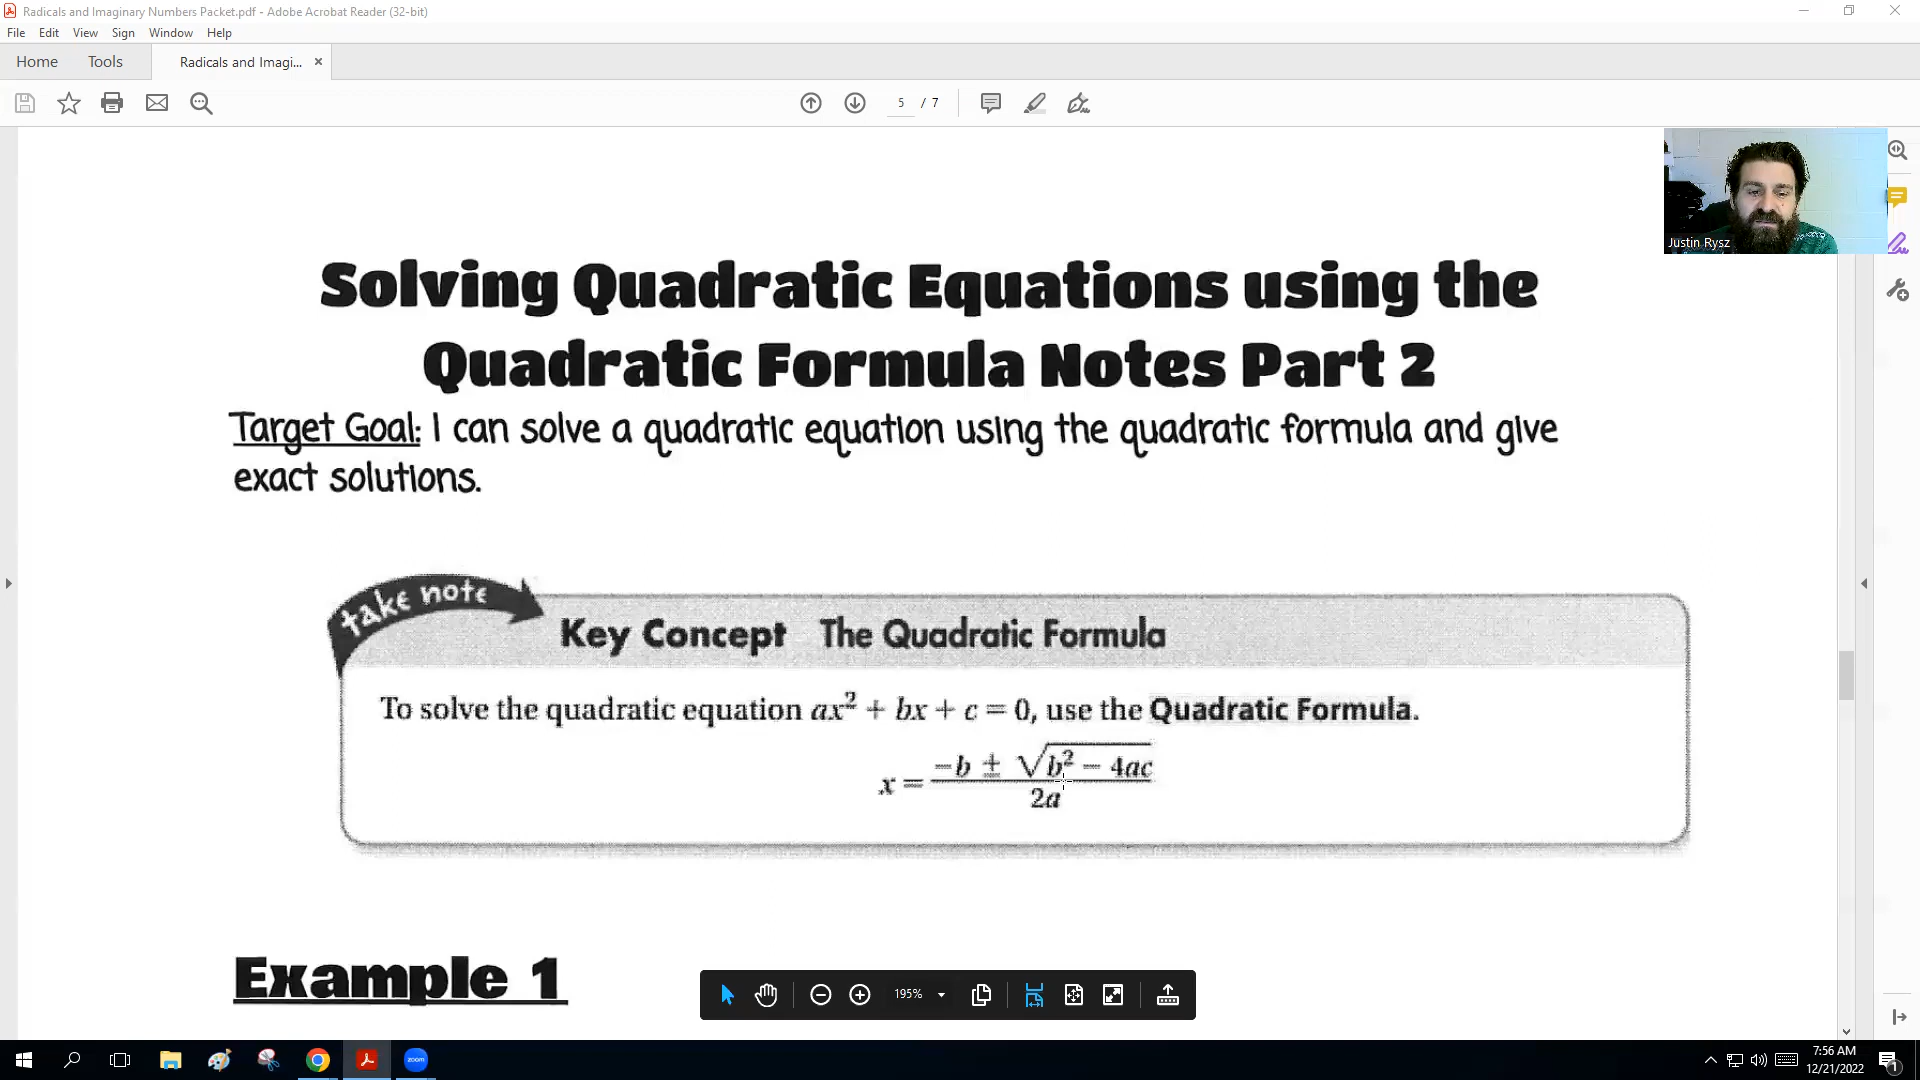 Radicals and Imaginary Numbers Packet.pdf - Adobe Acrobat Reader (32-bit)
File Edit View Sign Window Help
Home Tools Radicals and Imagi... ×
5 / 7
Justin Rysz
Solving Quadratic Equations using the
Quadratic Formula Notes Part 2
Target Goal: I can solve a quadratic equation using the quadratic formula and give
exact solutions.
take note
Key Concept The Quadratic Formula
To solve the quadratic equation ax² + bx + c = 0, use the Quadratic Formula.
x = (-b ± √(b² - 4ac)) / 2a
Example 1
195%
zoom
7:56 AM
12/21/2022
1